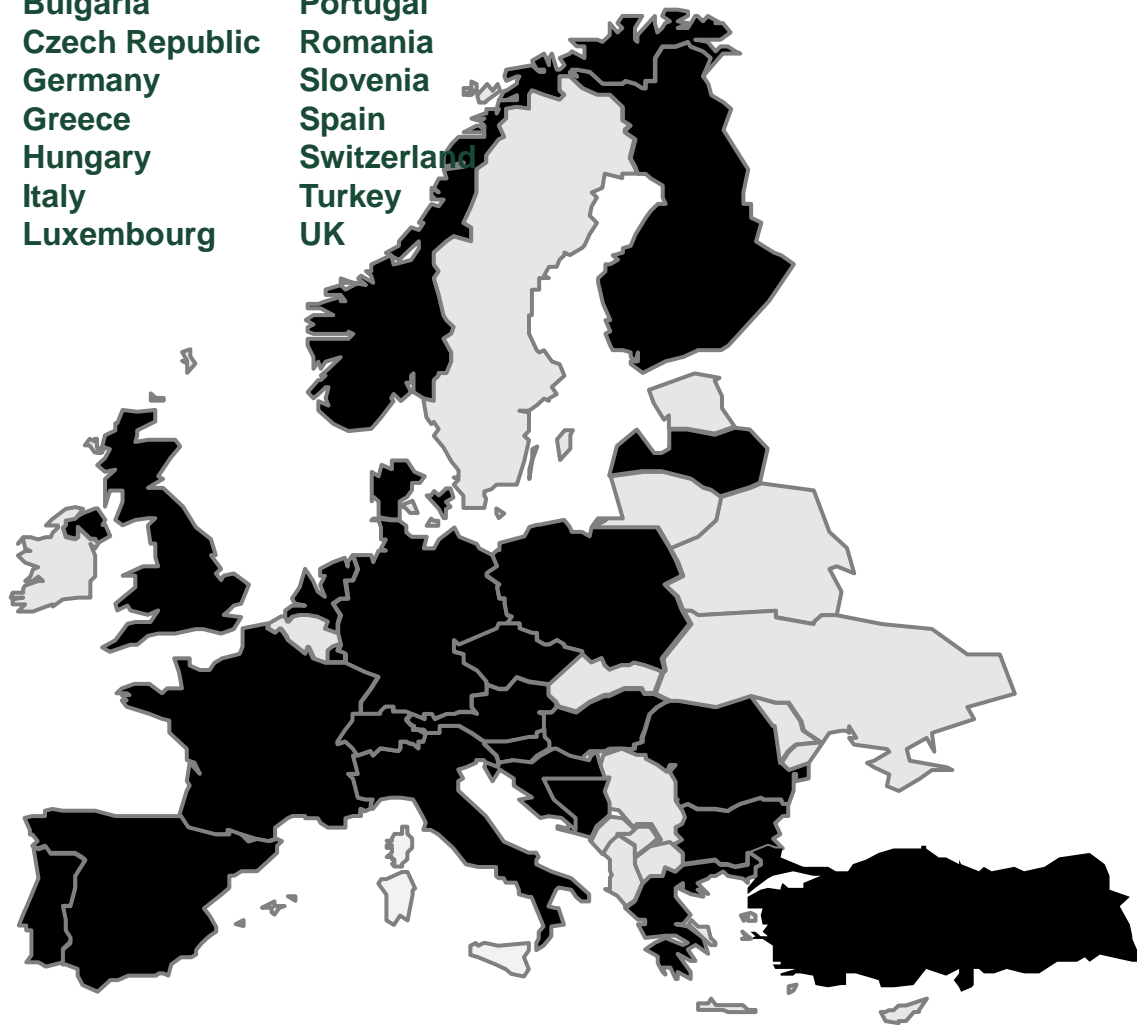 Bulgaria Portugal
Czech Republic Romania
Germany Slovenia
Greece Spain
Hungary Switzerland
Italy Turkey
Luxembourg UK